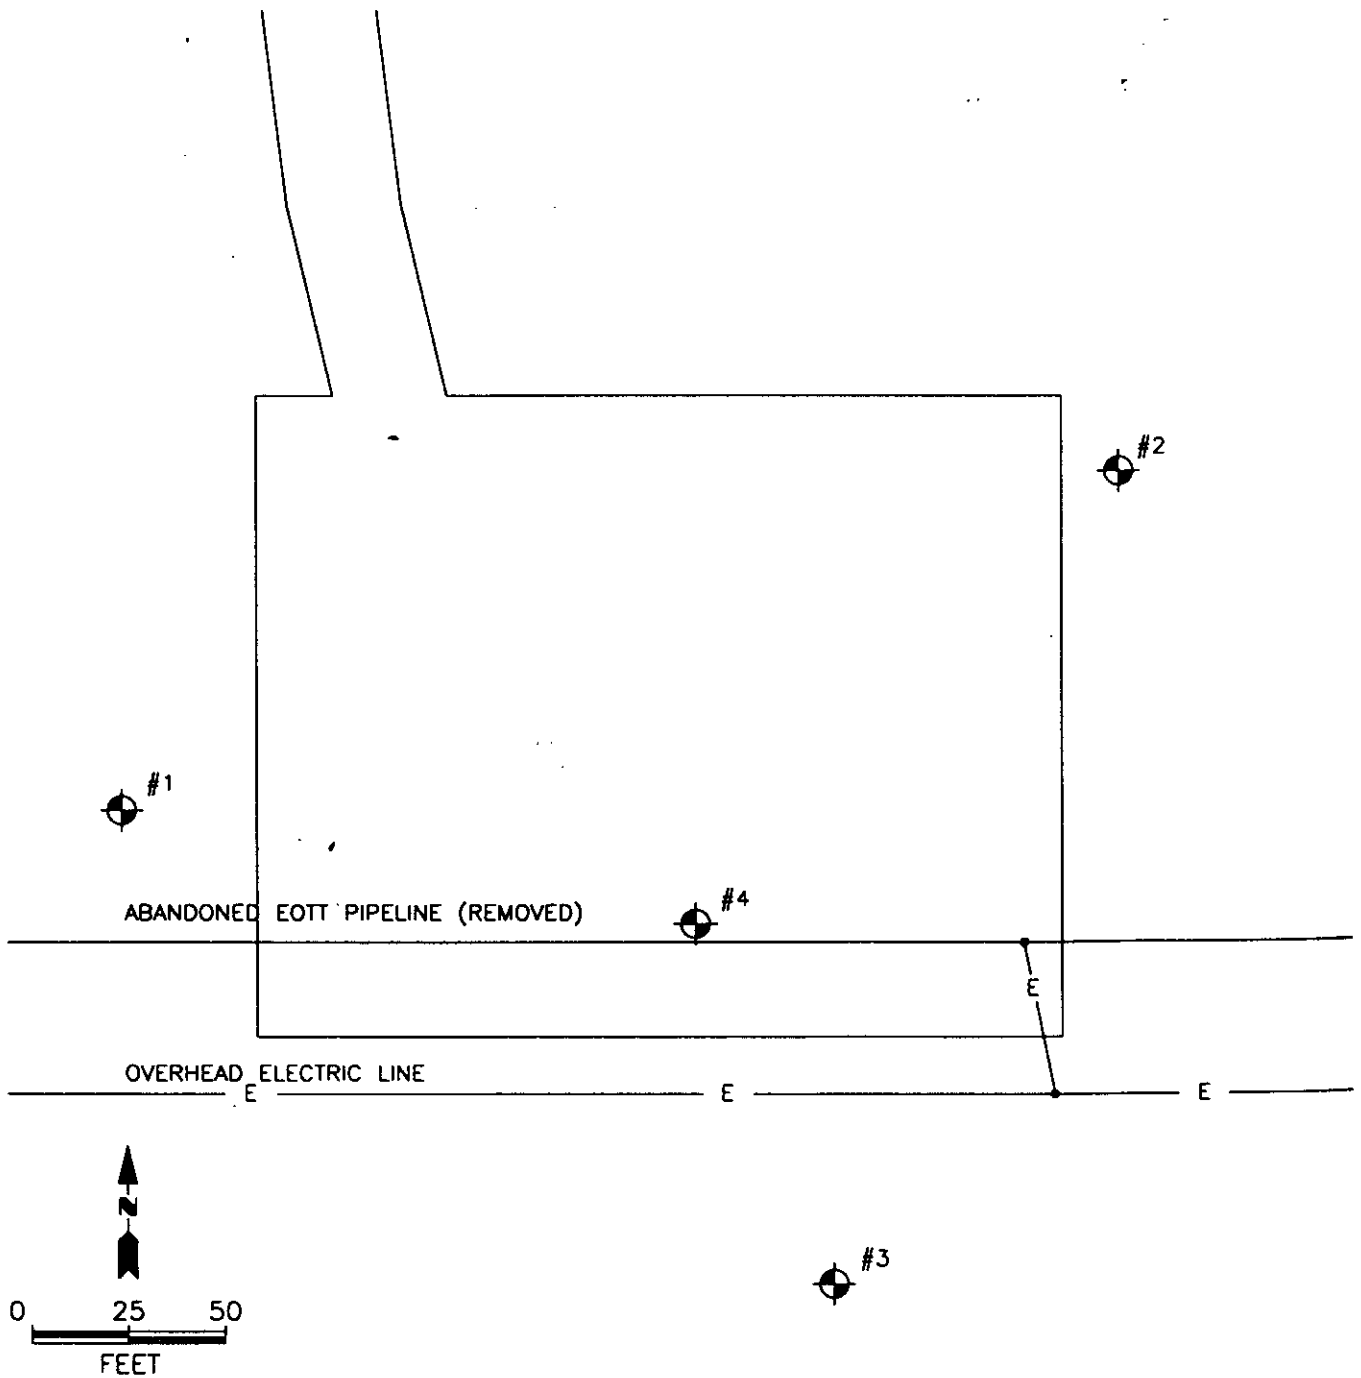 #2
#1
#4
ABANDONED EOTT PIPELINE (REMOVED)
E
OVERHEAD ELECTRIC LINE
E E E
N
#3
0 25 50
FEET